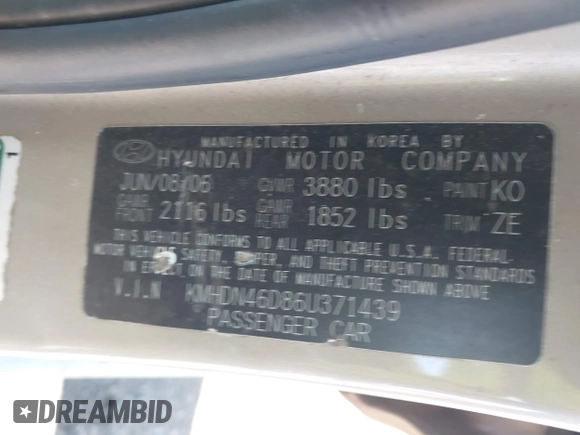 MANUFACTURED IN KOREA BY
HYUNDAI MOTOR COMPANY
JUN/08/06 GVWR 3880 lbs PAINT KO
GAWR FRONT 2116 lbs GAWR REAR 1852 lbs TRIM ZE
THIS VEHICLE CONFORMS TO ALL APPLICABLE U.S.A. FEDERAL
MOTOR VEHICLE SAFETY, BUMPER, AND THEFT PREVENTION STANDARDS
IN EFFECT ON THE DATE OF MANUFACTURE SHOWN ABOVE
V.I.N KMHDN46D86U371439
PASSENGER CAR
DREAMBID